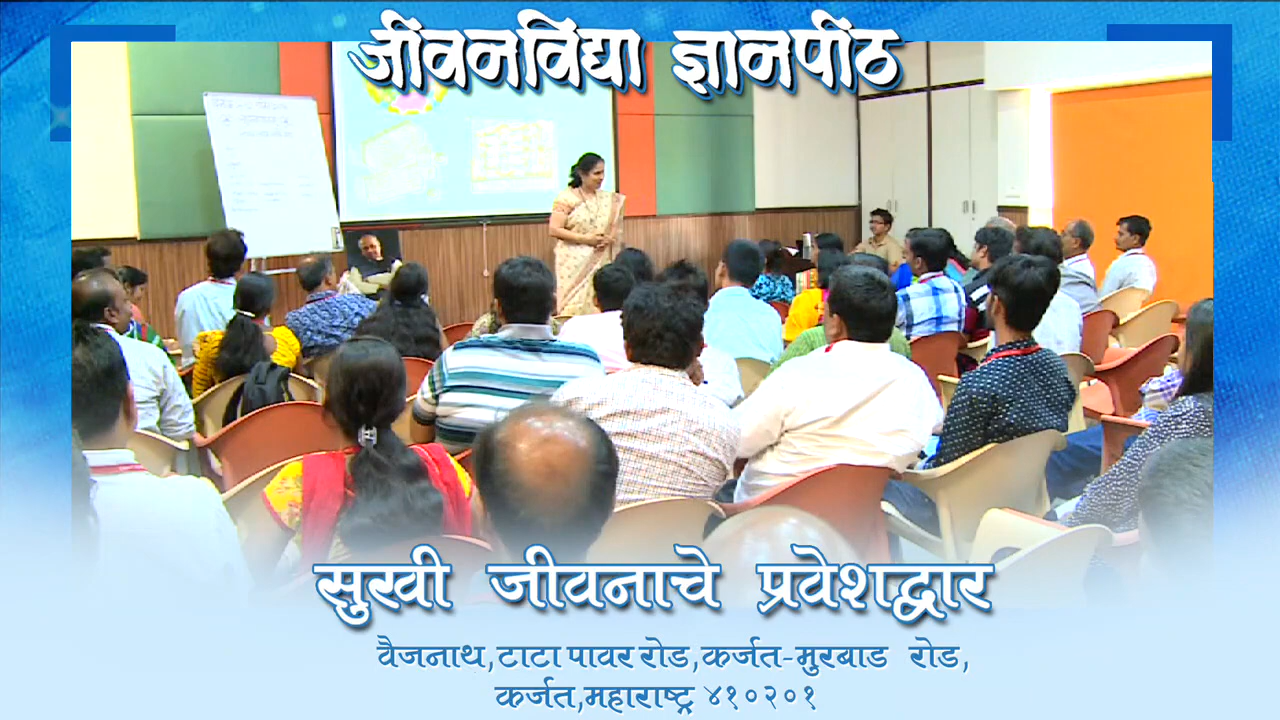 जीवनविद्या ज्ञानपीठ
सुखी जीवनाचे प्रवेशद्वार
वैजनाथ,टाटा पावर रोड,कर्जत-मुरबाड रोड,
कर्जत,महाराष्ट्र ४१०२०१